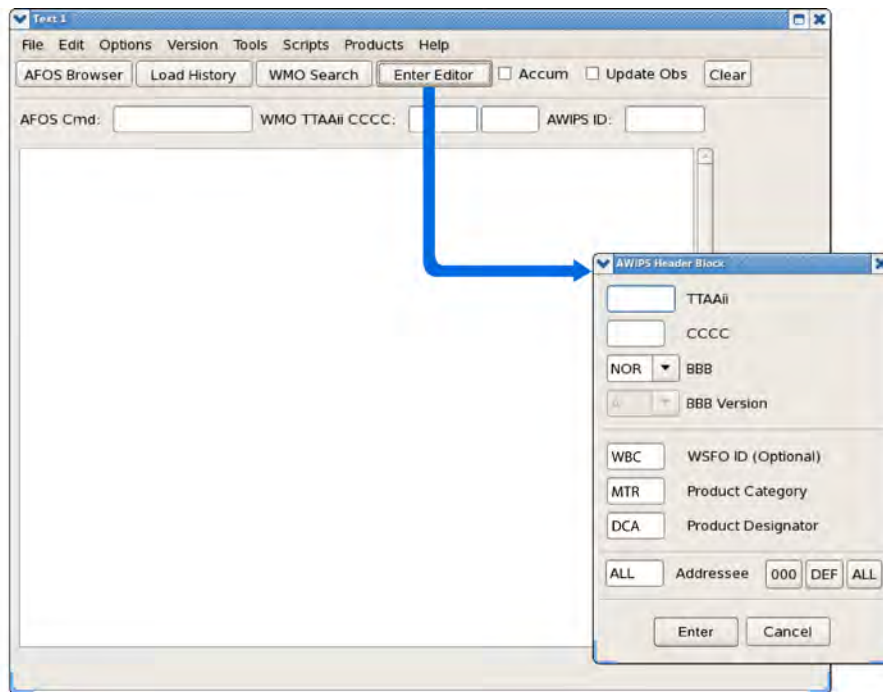 Text 1
File Edit Options Version Tools Scripts Products Help
AFOS Browser Load History WMO Search Enter Editor Accum Update Obs Clear
AFOS Cmd: WMO TTAAii CCCC: AWIPS ID:
AWIPS Header Block
TTAAii
CCCC
NOR BBB
BBB Version
WBC WSFO ID (Optional)
MTR Product Category
DCA Product Designator
ALL Addressee 000 DEF ALL
Enter Cancel